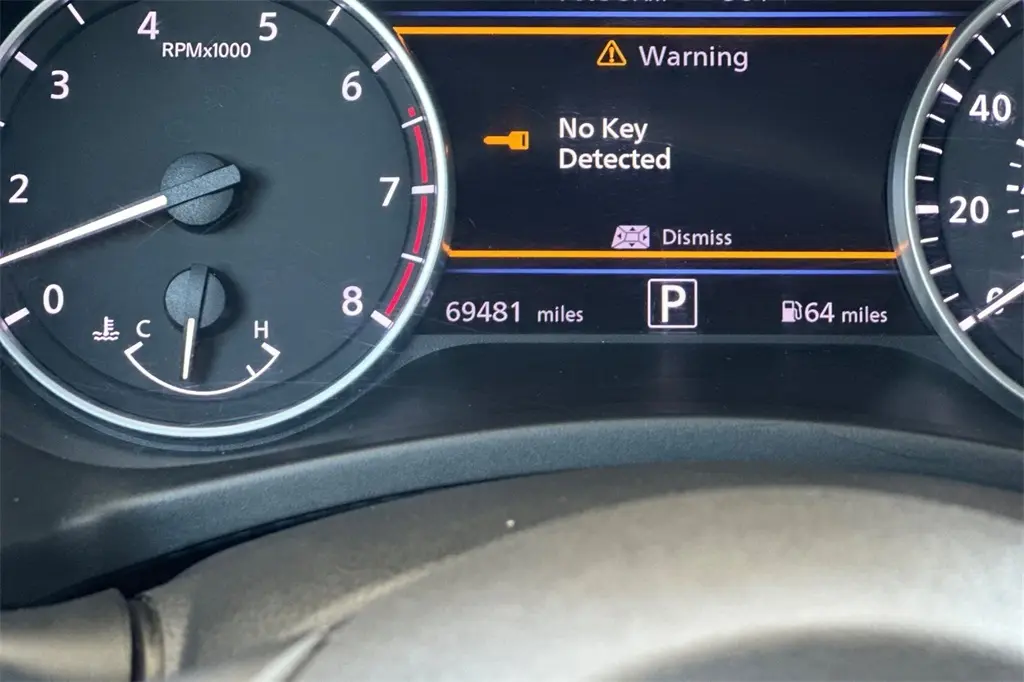 4
5
RPMx1000
3
6
2
7
0
8
C
H
Warning
No Key
Detected
Dismiss
69481 miles
P
64 miles
40
20
0